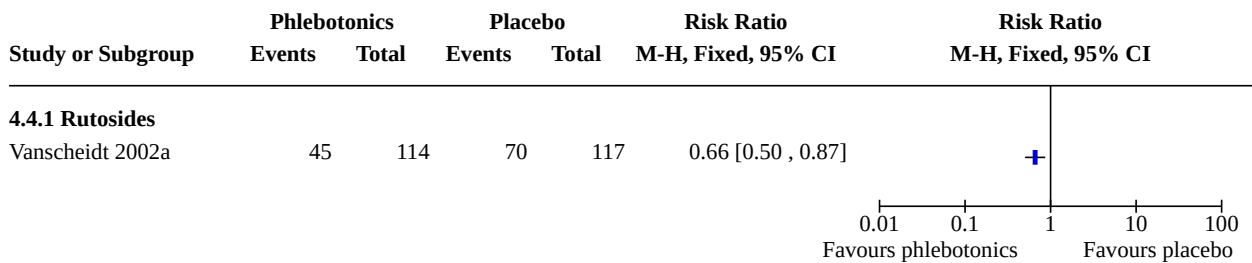 Phlebotonics Placebo Risk Ratio Risk Ratio
Study or Subgroup Events Total Events Total M-H, Fixed, 95% CI M-H, Fixed, 95% CI
4.4.1 Rutosides
Vanscheidt 2002a 45 114 70 117 0.66 [0.50 , 0.87]
0.01 0.1 1 10 100
Favours phlebotonics Favours placebo